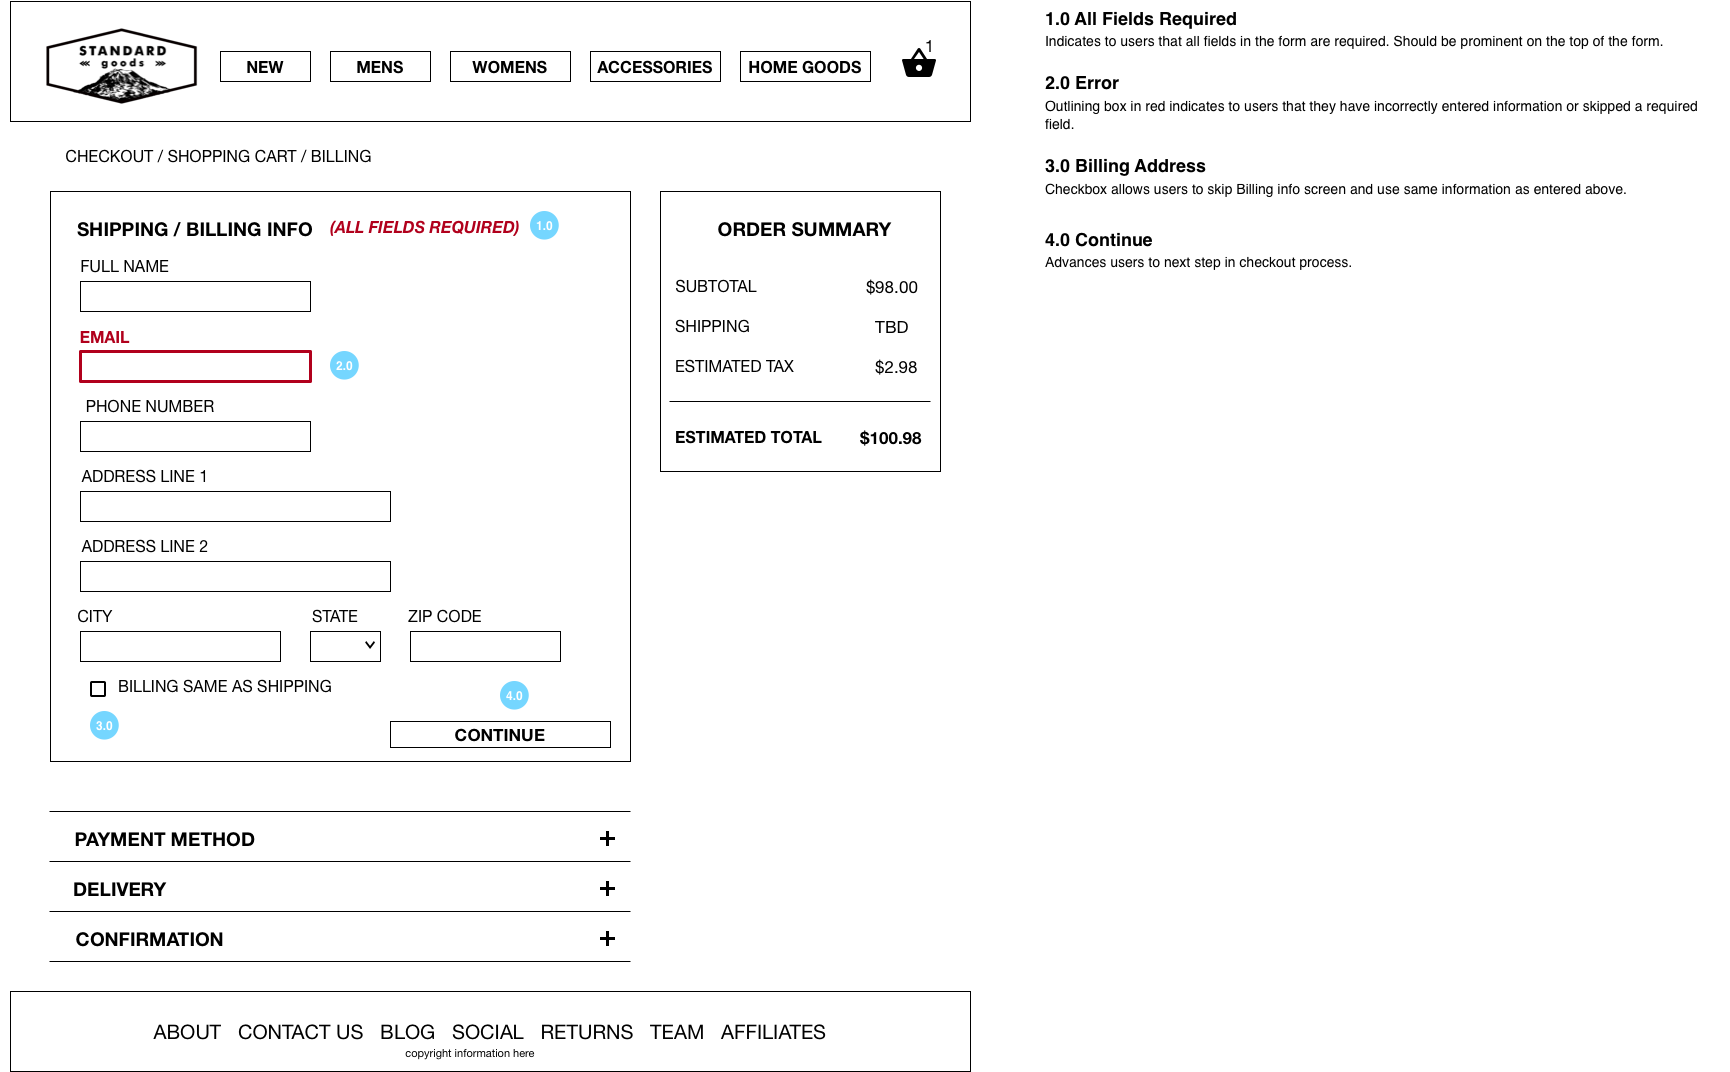 STANDARD
goods
NEW
MENS
WOMENS
ACCESSORIES
HOME GOODS
1
CHECKOUT / SHOPPING CART / BILLING
SHIPPING / BILLING INFO (ALL FIELDS REQUIRED) 1.0
FULL NAME
EMAIL
2.0
PHONE NUMBER
ADDRESS LINE 1
ADDRESS LINE 2
CITY STATE ZIP CODE
BILLING SAME AS SHIPPING
3.0
4.0
CONTINUE
ORDER SUMMARY
SUBTOTAL $98.00
SHIPPING TBD
ESTIMATED TAX $2.98
ESTIMATED TOTAL $100.98
PAYMENT METHOD +
DELIVERY +
CONFIRMATION +
ABOUT CONTACT US BLOG SOCIAL RETURNS TEAM AFFILIATES
copyright information here
1.0 All Fields Required
Indicates to users that all fields in the form are required. Should be prominent on the top of the form.
2.0 Error
Outlining box in red indicates to users that they have incorrectly entered information or skipped a required
field.
3.0 Billing Address
Checkbox allows users to skip Billing info screen and use same information as entered above.
4.0 Continue
Advances users to next step in checkout process.